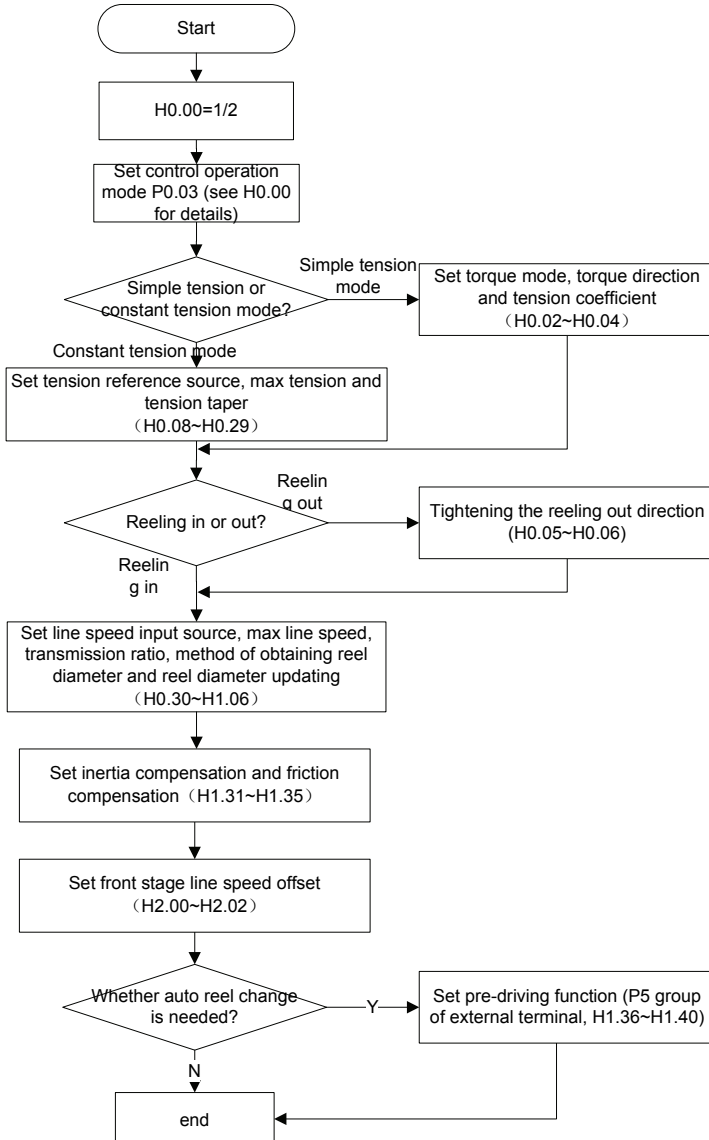 Start
H0.00=1/2
Set control operation
mode P0.03 (see H0.00
for details)
Simple tension or
constant tension mode?
Simple tension
mode
Set torque mode, torque direction
and tension coefficient
（H0.02~H0.04）
Constant tension mode
Set tension reference source, max tension and
tension taper
（H0.08~H0.29）
Reeling in or out?
Reelin
g out
Tightening the reeling out direction
(H0.05~H0.06)
Reelin
g in
Set line speed input source, max line speed,
transmission ratio, method of obtaining reel
diameter and reel diameter updating
（H0.30~H1.06）
Set inertia compensation and friction
compensation（H1.31~H1.35）
Set front stage line speed offset
（H2.00~H2.02）
Whether auto reel change
is needed?
Y
Set pre-driving function (P5 group
of external terminal, H1.36~H1.40）
N
end